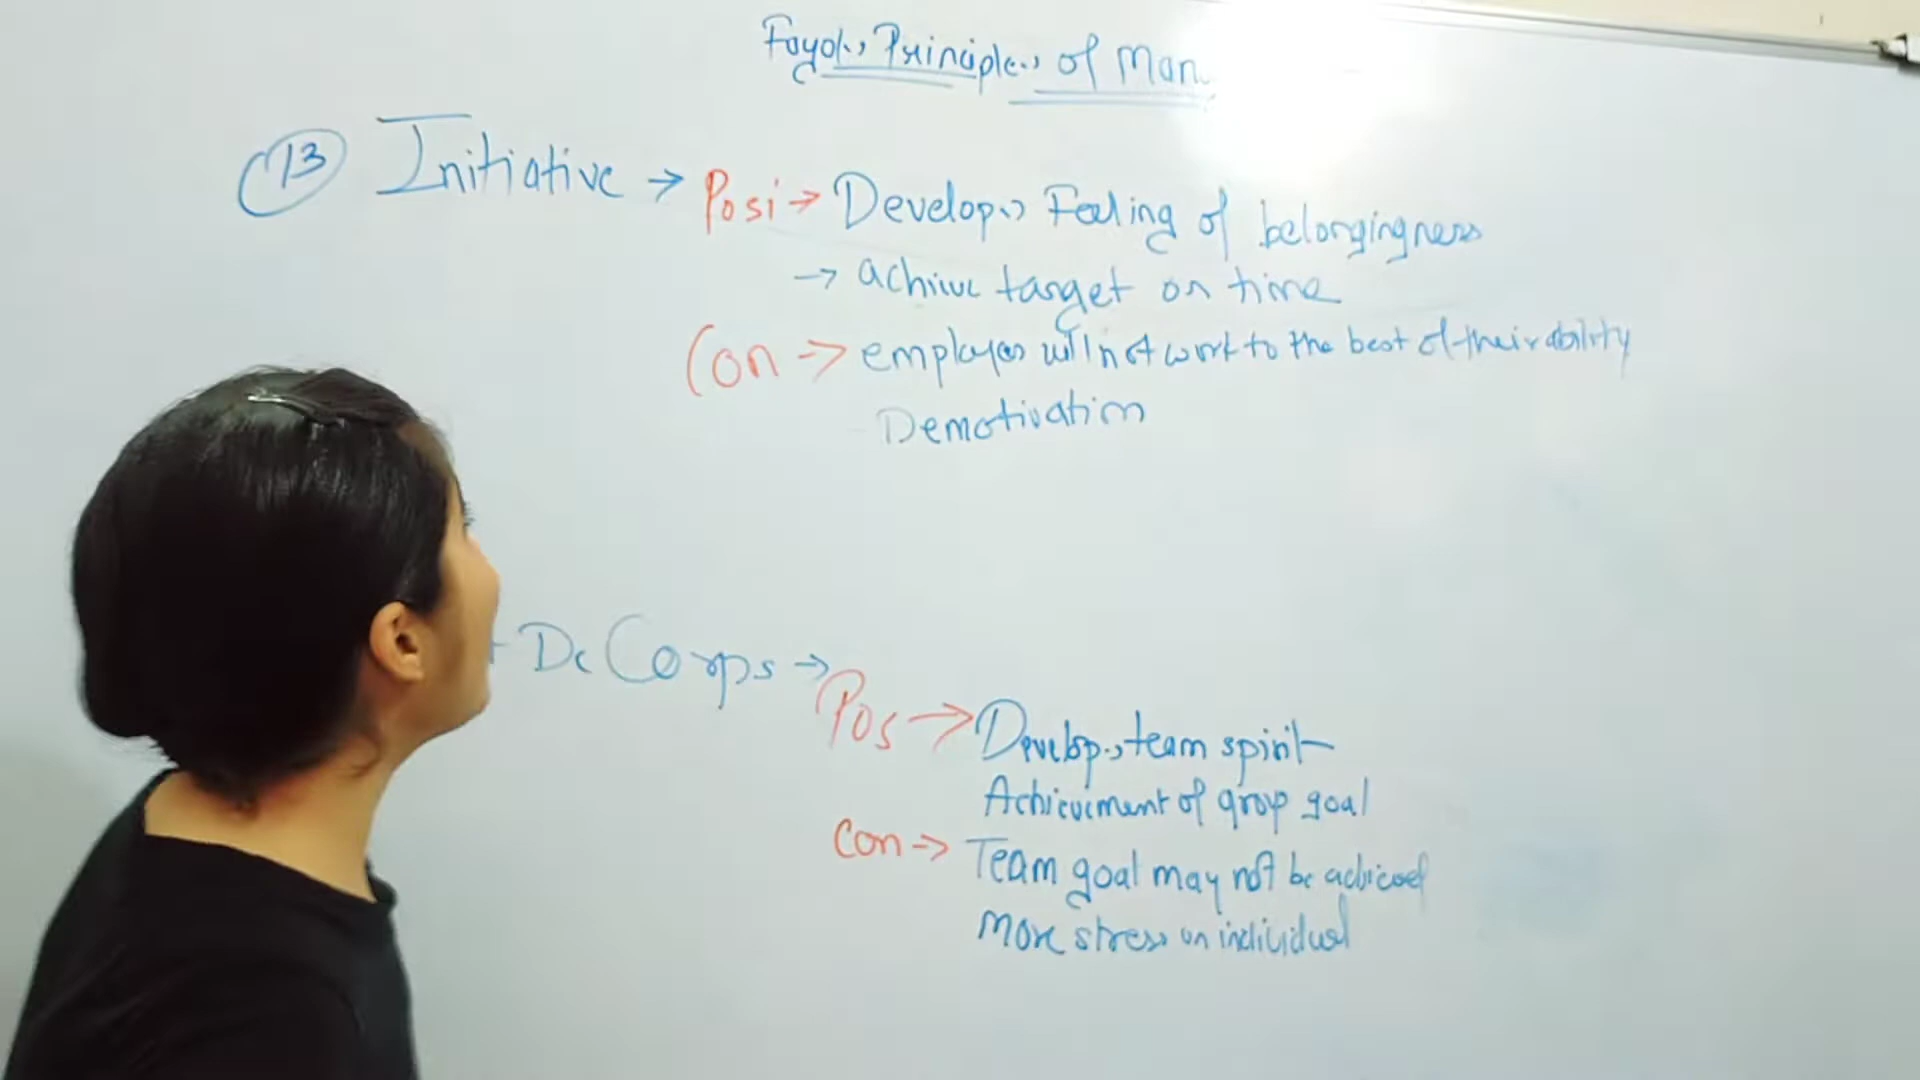 Fayol's Principles of Man
13 Initiative → Posi → Develops Feeling of belongingness
→ achieve target on time
Con → employees will not work to the best of their ability
Demotivation
De Corps → Pos → Develops team spirit
Achievement of group goal
Con → Team goal may not be achieved
More stress on individual